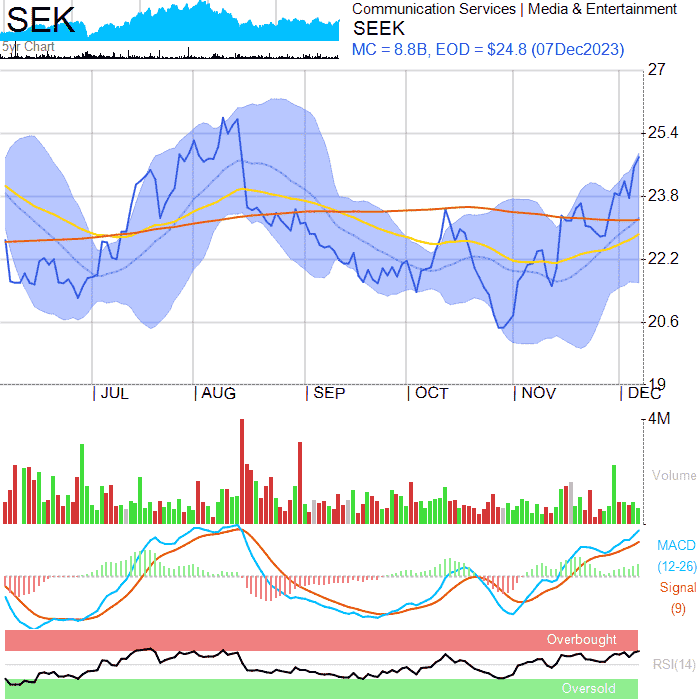 SEK
5yr Chart
Communication Services | Media & Entertainment
SEEK
MC = 8.8B, EOD = $24.8 (07Dec2023)
27
25.4
23.8
22.2
20.6
19
JUL AUG SEP OCT NOV DEC
4M
Volume
MACD
(12-26)
Signal
(9)
Overbought
RSI(14)
Oversold